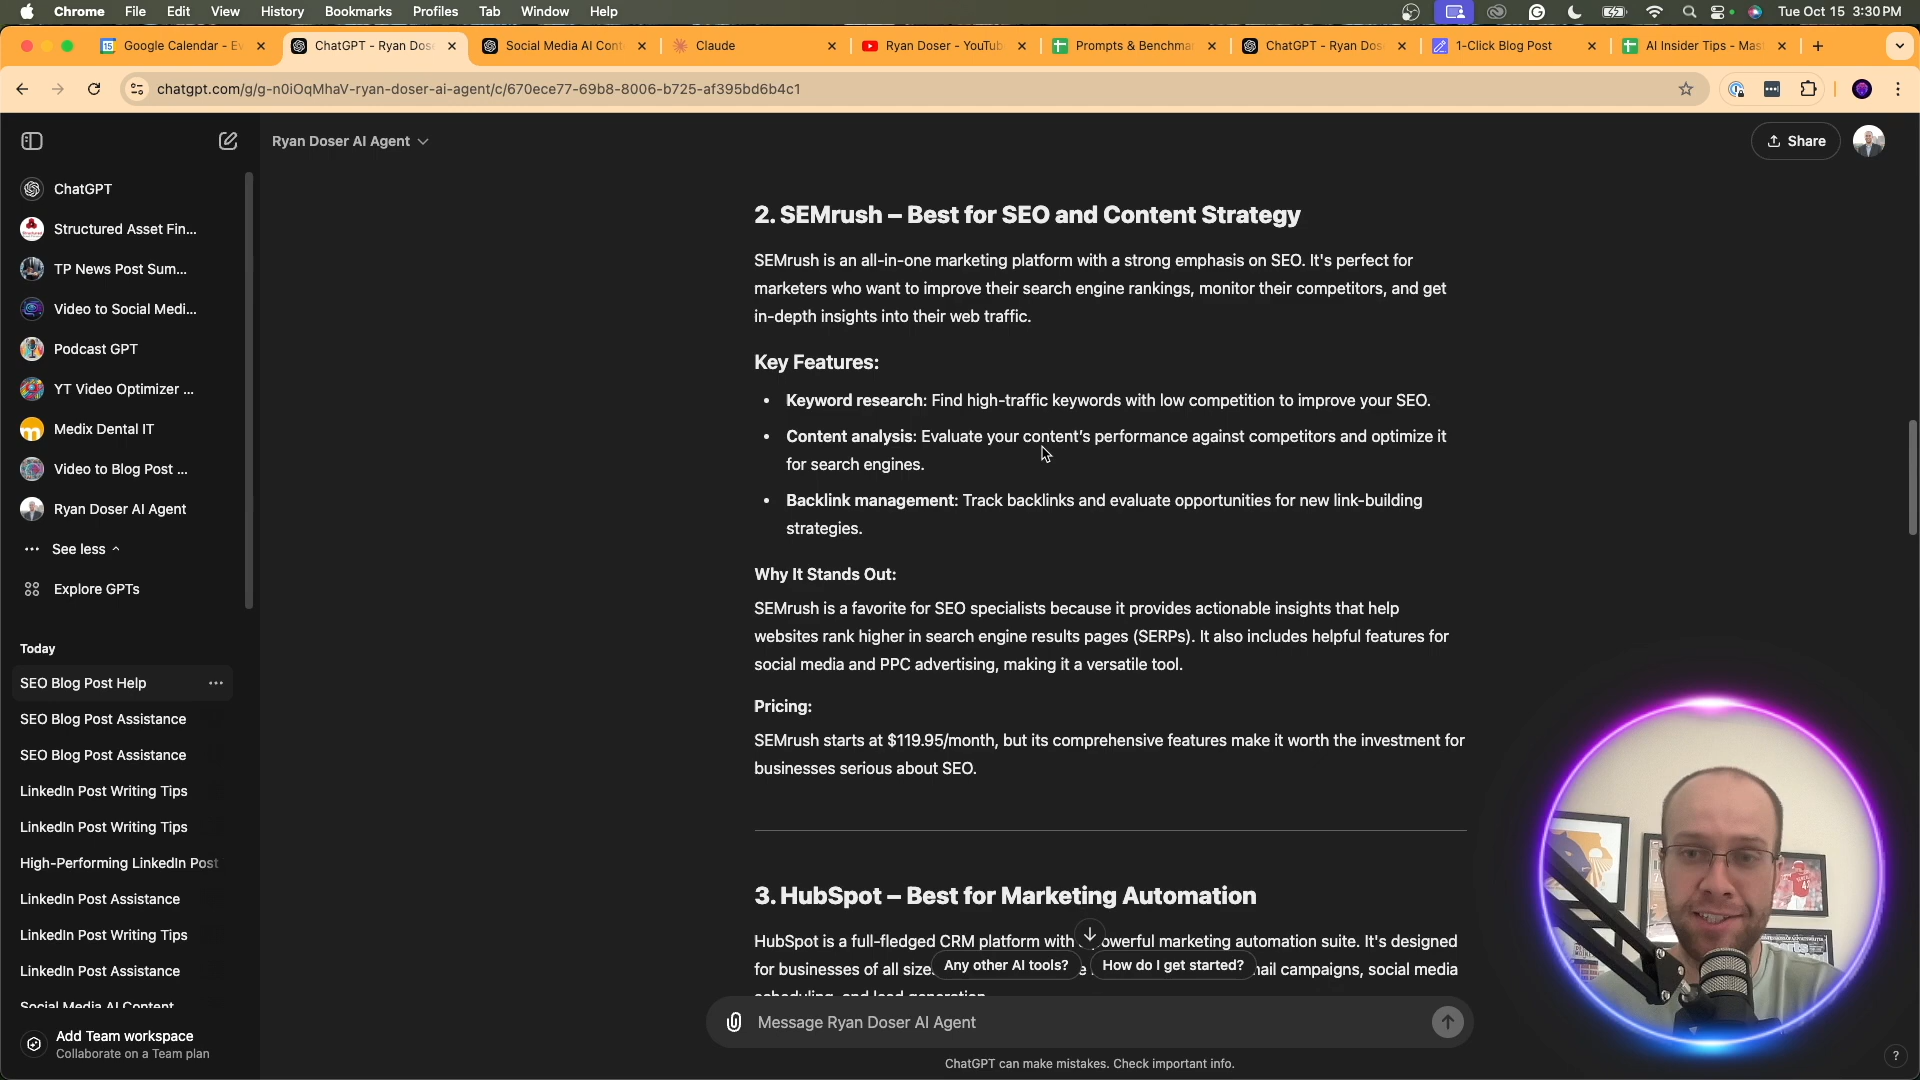 Chrome File Edit View History Bookmarks Profiles Tab Window Help Tue Oct 15 3:30 PM
Google Calendar - Ev ChatGPT - Ryan Dos Social Media AI Cont Claude Ryan Doser - YouTub Prompts & Benchma ChatGPT - Ryan Dos 1-Click Blog Post AI Insider Tips - Mas
chatgpt.com/g/g-n0iOqMhaV-ryan-doser-ai-agent/c/670ece77-69b8-8006-b725-af395bd6b4c1
Ryan Doser AI Agent
Share
ChatGPT
Structured Asset Fin...
TP News Post Sum...
Video to Social Medi...
Podcast GPT
YT Video Optimizer ...
Medix Dental IT
Video to Blog Post ...
Ryan Doser AI Agent
See less
Explore GPTs
Today
SEO Blog Post Help
SEO Blog Post Assistance
SEO Blog Post Assistance
LinkedIn Post Writing Tips
LinkedIn Post Writing Tips
High-Performing LinkedIn Post
LinkedIn Post Assistance
LinkedIn Post Writing Tips
LinkedIn Post Assistance
Social Media AI Content
Add Team workspace
Collaborate on a Team plan
2. SEMrush – Best for SEO and Content Strategy
SEMrush is an all-in-one marketing platform with a strong emphasis on SEO. It's perfect for
marketers who want to improve their search engine rankings, monitor their competitors, and get
in-depth insights into their web traffic.
Key Features:
Keyword research: Find high-traffic keywords with low competition to improve your SEO.
Content analysis: Evaluate your content's performance against competitors and optimize it
for search engines.
Backlink management: Track backlinks and evaluate opportunities for new link-building
strategies.
Why It Stands Out:
SEMrush is a favorite for SEO specialists because it provides actionable insights that help
websites rank higher in search engine results pages (SERPs). It also includes helpful features for
social media and PPC advertising, making it a versatile tool.
Pricing:
SEMrush starts at $119.95/month, but its comprehensive features make it worth the investment for
businesses serious about SEO.
3. HubSpot – Best for Marketing Automation
HubSpot is a full-fledged CRM platform with owerful marketing automation suite. It's designed
for businesses of all size ail campaigns, social media
scheduling, and lead generation.
Any other AI tools? How do I get started?
Message Ryan Doser AI Agent
ChatGPT can make mistakes. Check important info.
?